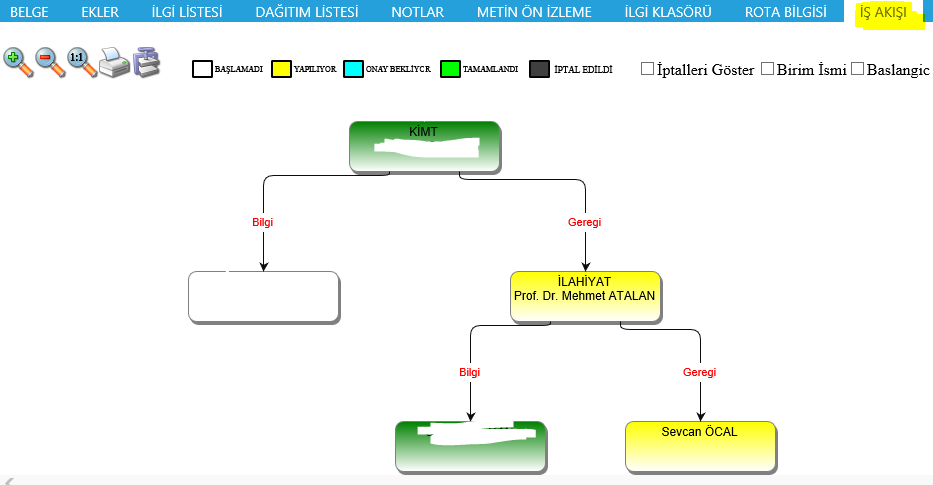 BELGE EKLER İLGİ LİSTESİ DAĞITIM LİSTESİ NOTLAR METİN ÖN İZLEME İLGİ KLASÖRÜ ROTA BİLGİSİ İŞ AKIŞI
1:1 BAŞLAMADI YAPILIYOR ONAY BEKLİYOR TAMAMLANDI İPTAL EDİLDİ İptalleri Göster Birim İsmi Baslangic
KİMT
Bilgi Geregi
İLAHİYAT
Prof. Dr. Mehmet ATALAN
Bilgi Geregi
Sevcan ÖCAL